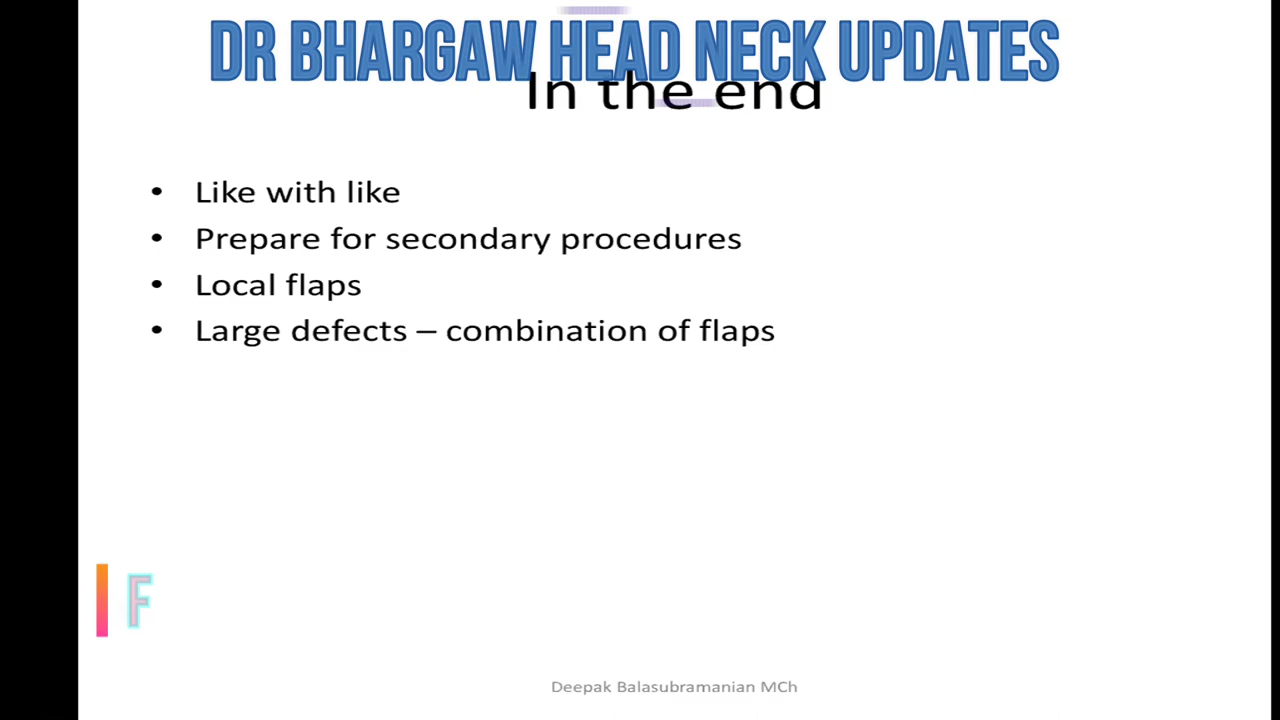 DR BHARGAW HEAD NECK UPDATES
In the end
• Like with like
• Prepare for secondary procedures
• Local flaps
• Large defects – combination of flaps
F
Deepak Balasubramanian MCh